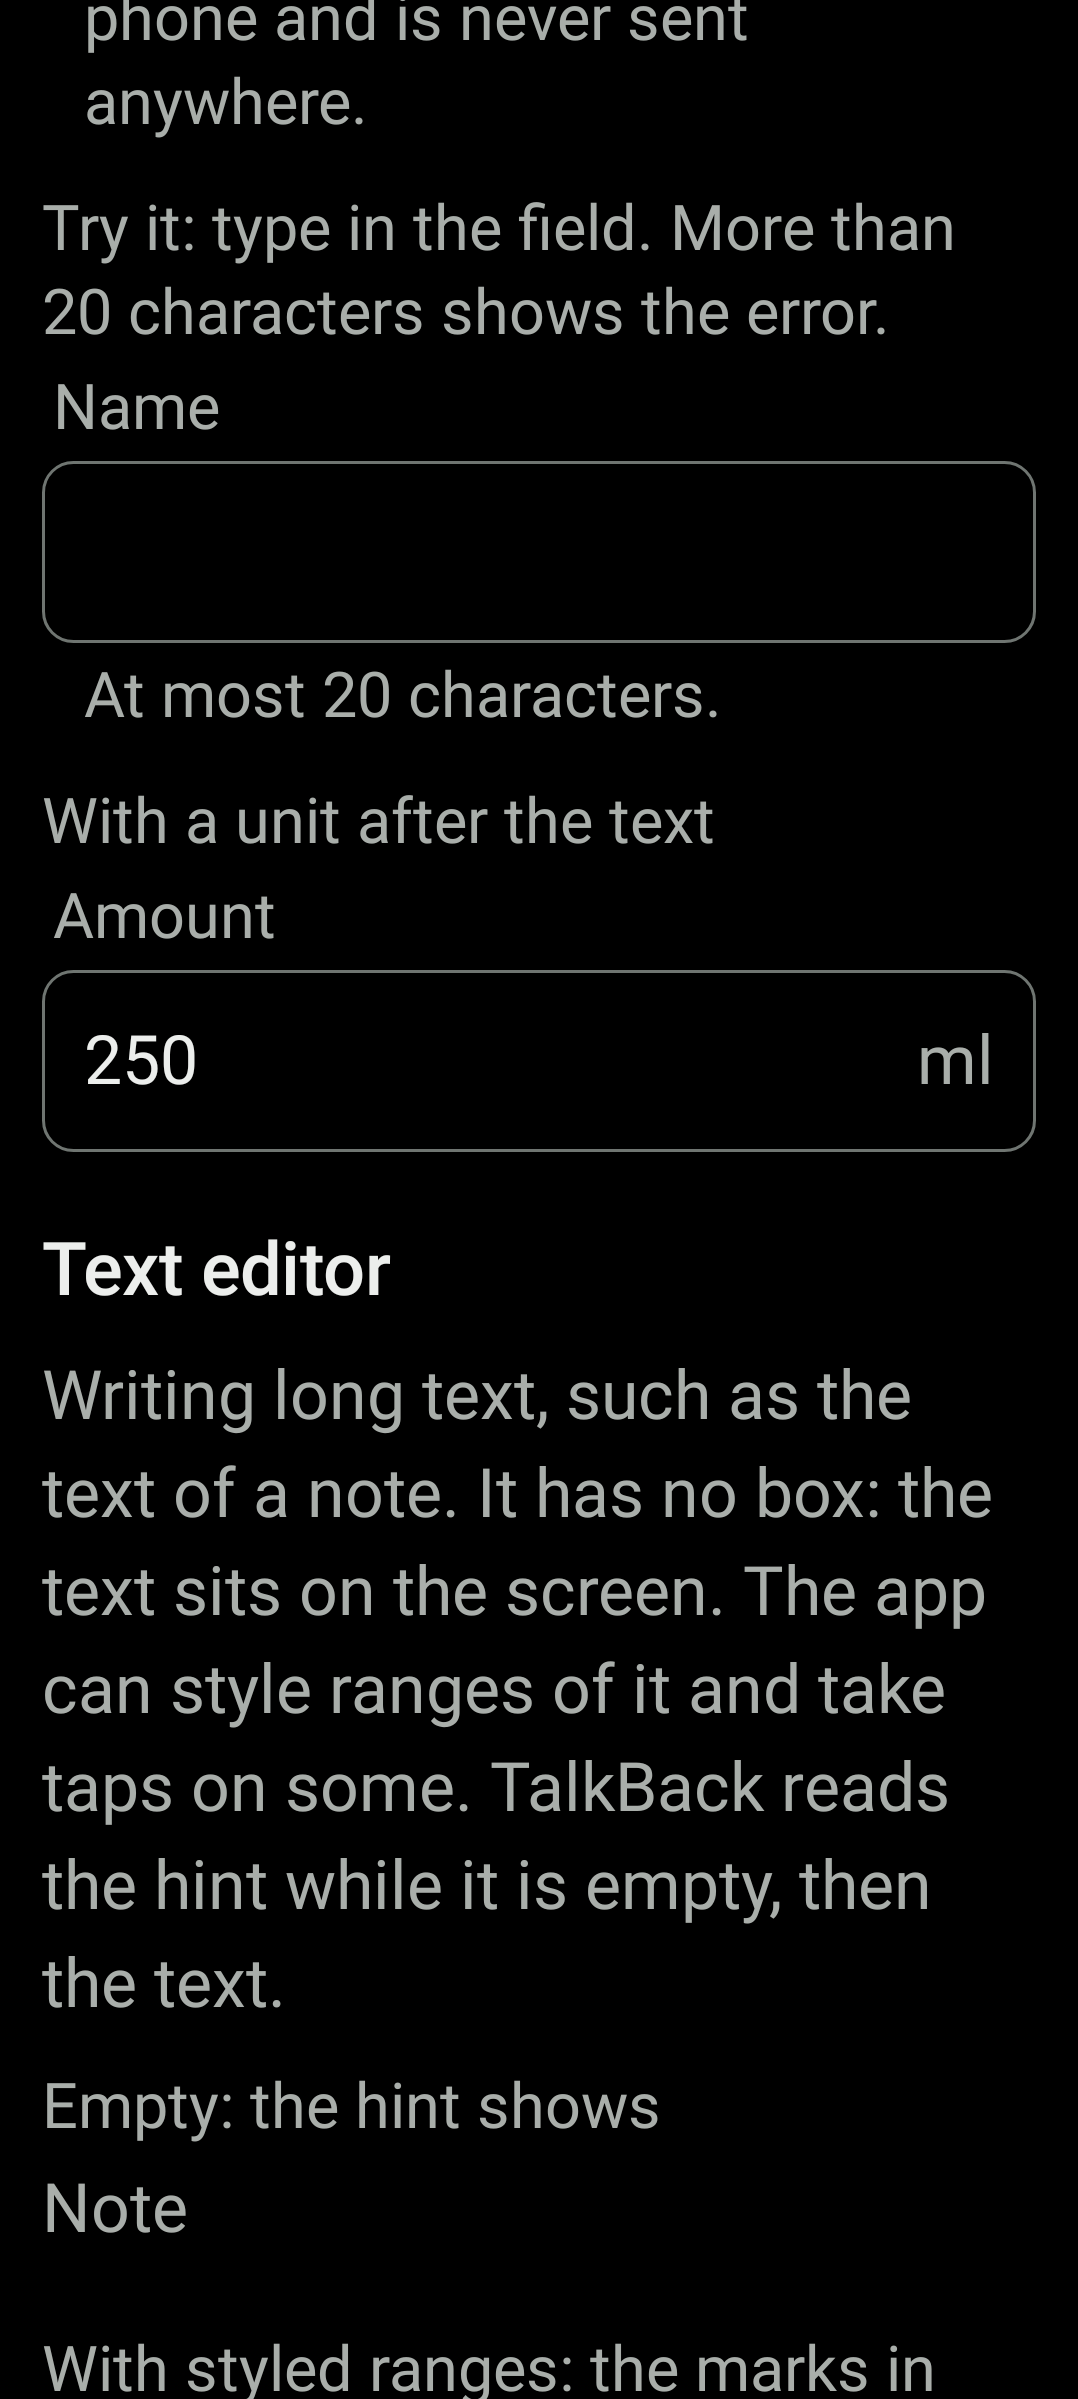 phone and is never sent
anywhere.
Try it: type in the field. More than
20 characters shows the error.
Name
At most 20 characters.
With a unit after the text
Amount
250 ml
Text editor
Writing long text, such as the
text of a note. It has no box: the
text sits on the screen. The app
can style ranges of it and take
taps on some. TalkBack reads
the hint while it is empty, then
the text.
Empty: the hint shows
Note
With styled ranges: the marks in